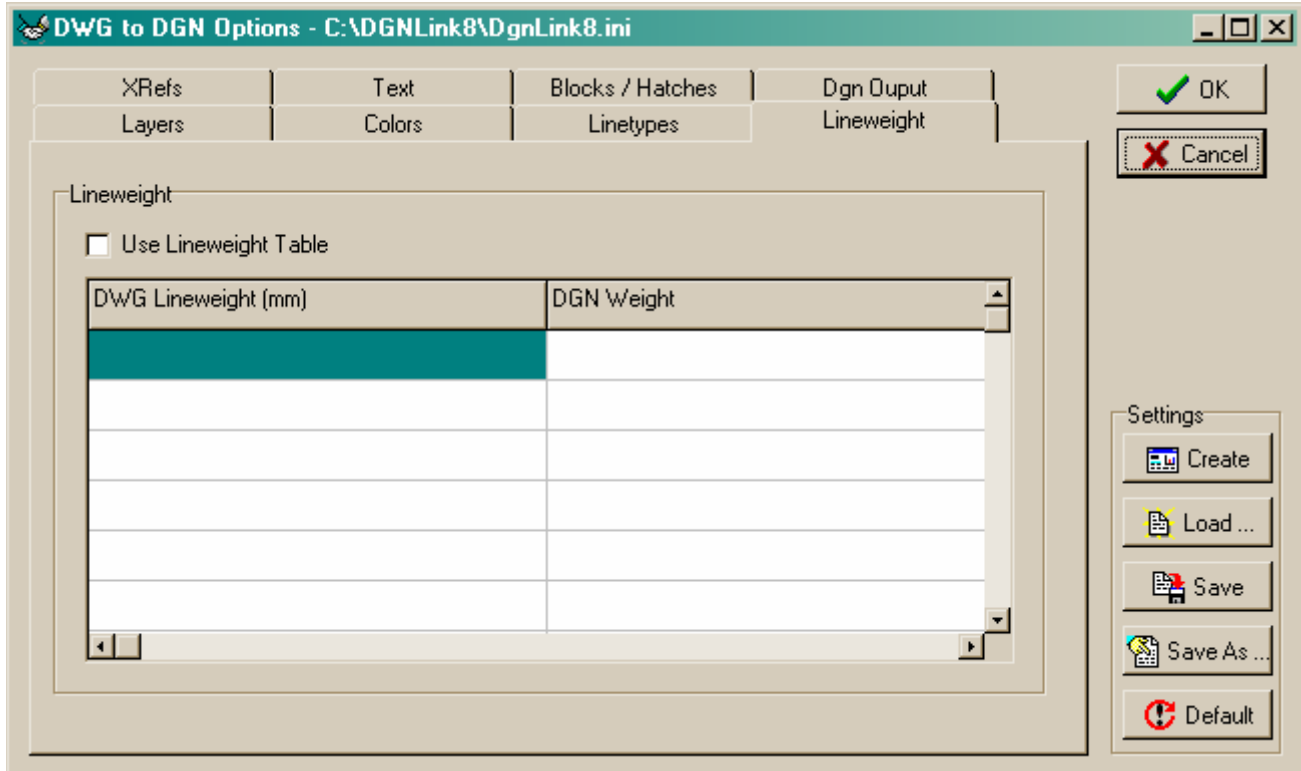 DWG to DGN Options - C:\DGNLink8\DgnLink8.ini
XRefs Text Blocks / Hatches Dgn Ouput
Layers Colors Linetypes Lineweight
OK
Cancel
Lineweight
Use Lineweight Table
DWG Lineweight (mm) DGN Weight
Settings
Create
Load ...
Save
Save As ...
Default